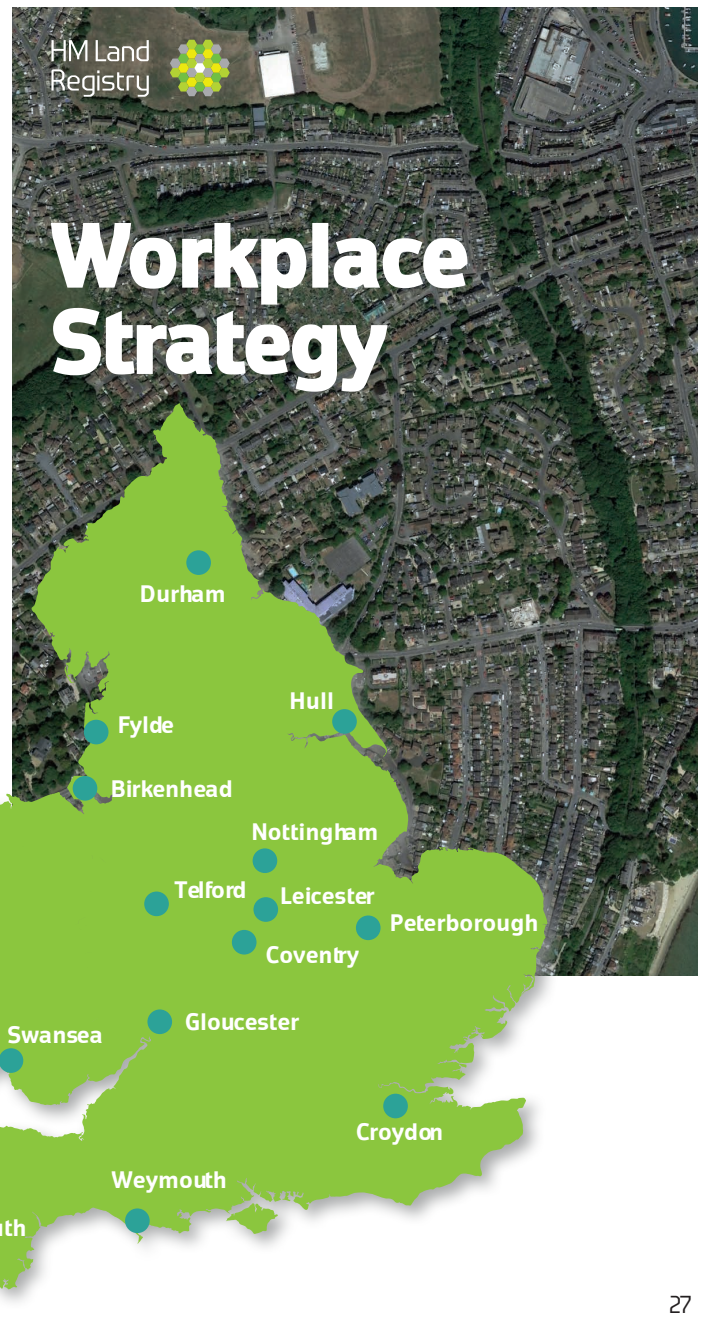 HM Land
Registry
Workplace
Strategy
Durham
Hull
Fylde
Birkenhead
Nottingham
Telford
Leicester
Peterborough
Coventry
Gloucester
Swansea
Croydon
Weymouth
uth
27